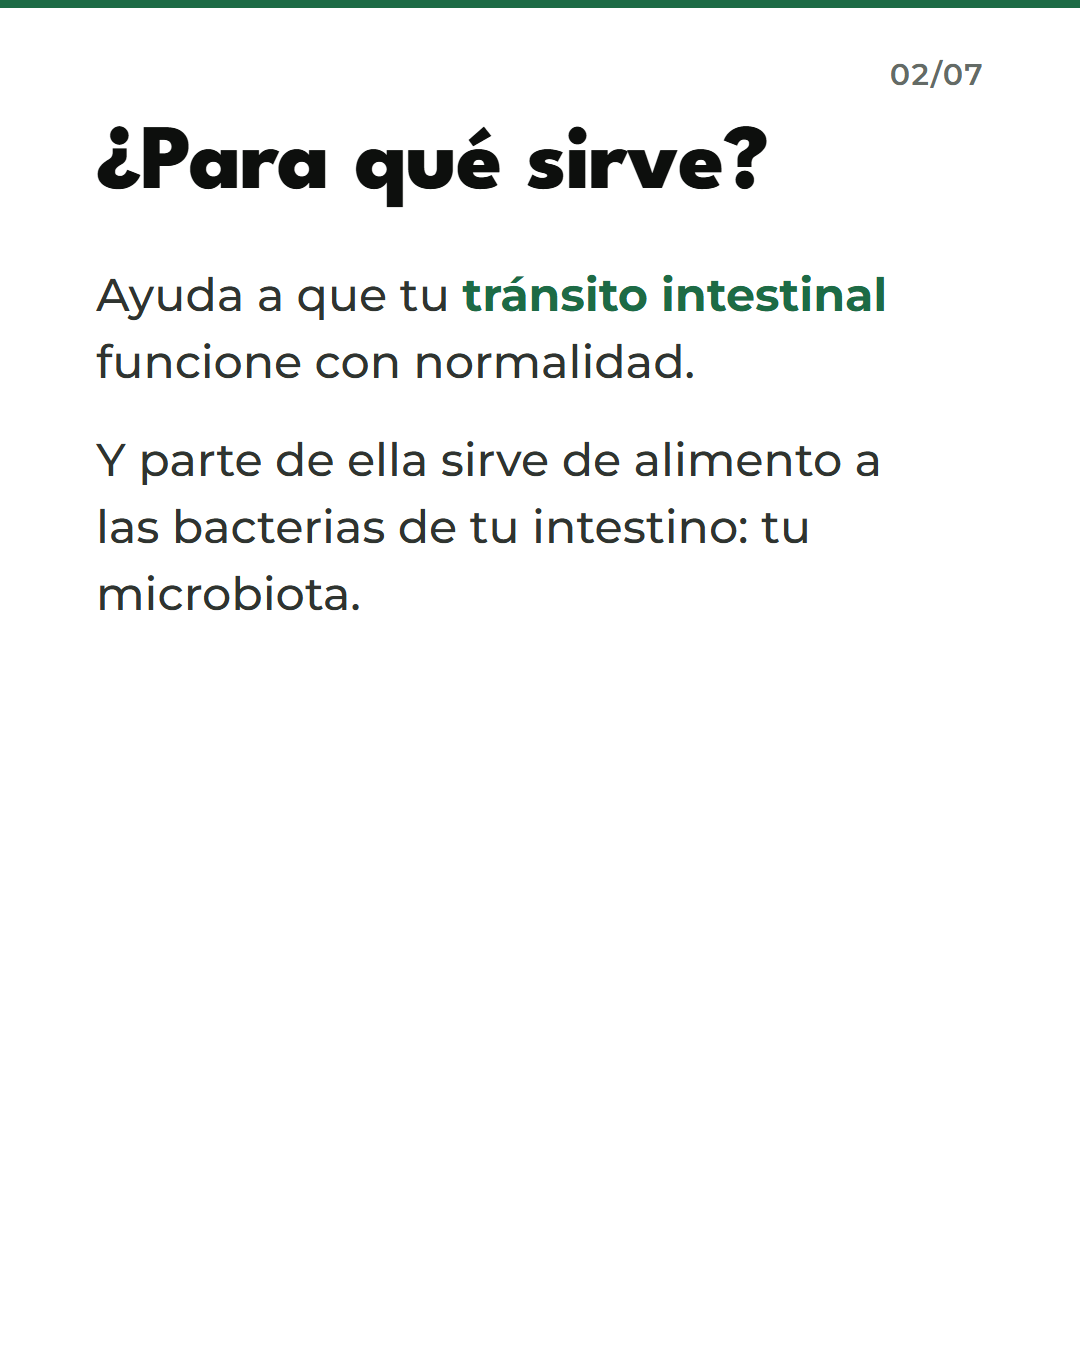 02/07
¿Para qué sirve?
Ayuda a que tu tránsito intestinal
funcione con normalidad.
Y parte de ella sirve de alimento a
las bacterias de tu intestino: tu
microbiota.